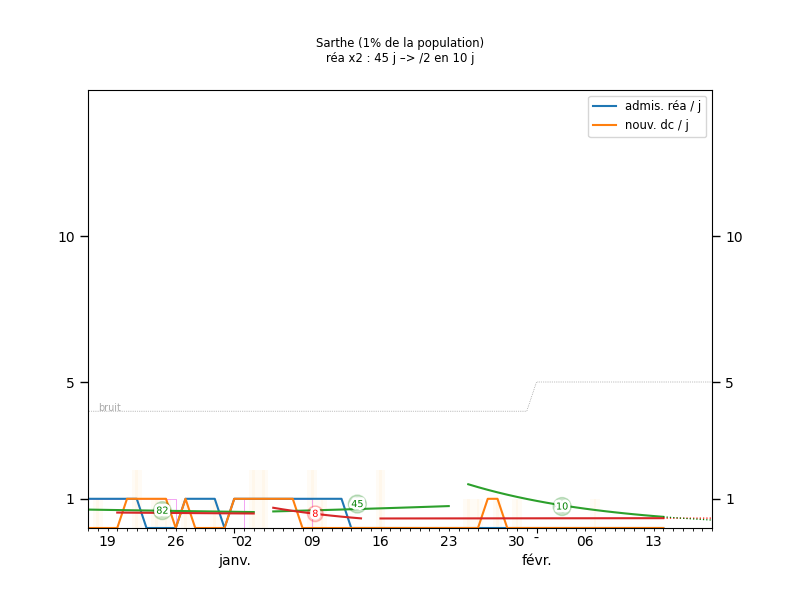 Sarthe (1% de la population)
réa x2 : 45 j –> /2 en 10 j
admis. réa / j
nouv. dc / j
10 10
5 5
bruit
1 1
82 8 45 10
19 26 02 09 16 23 30 06 13
janv. févr.